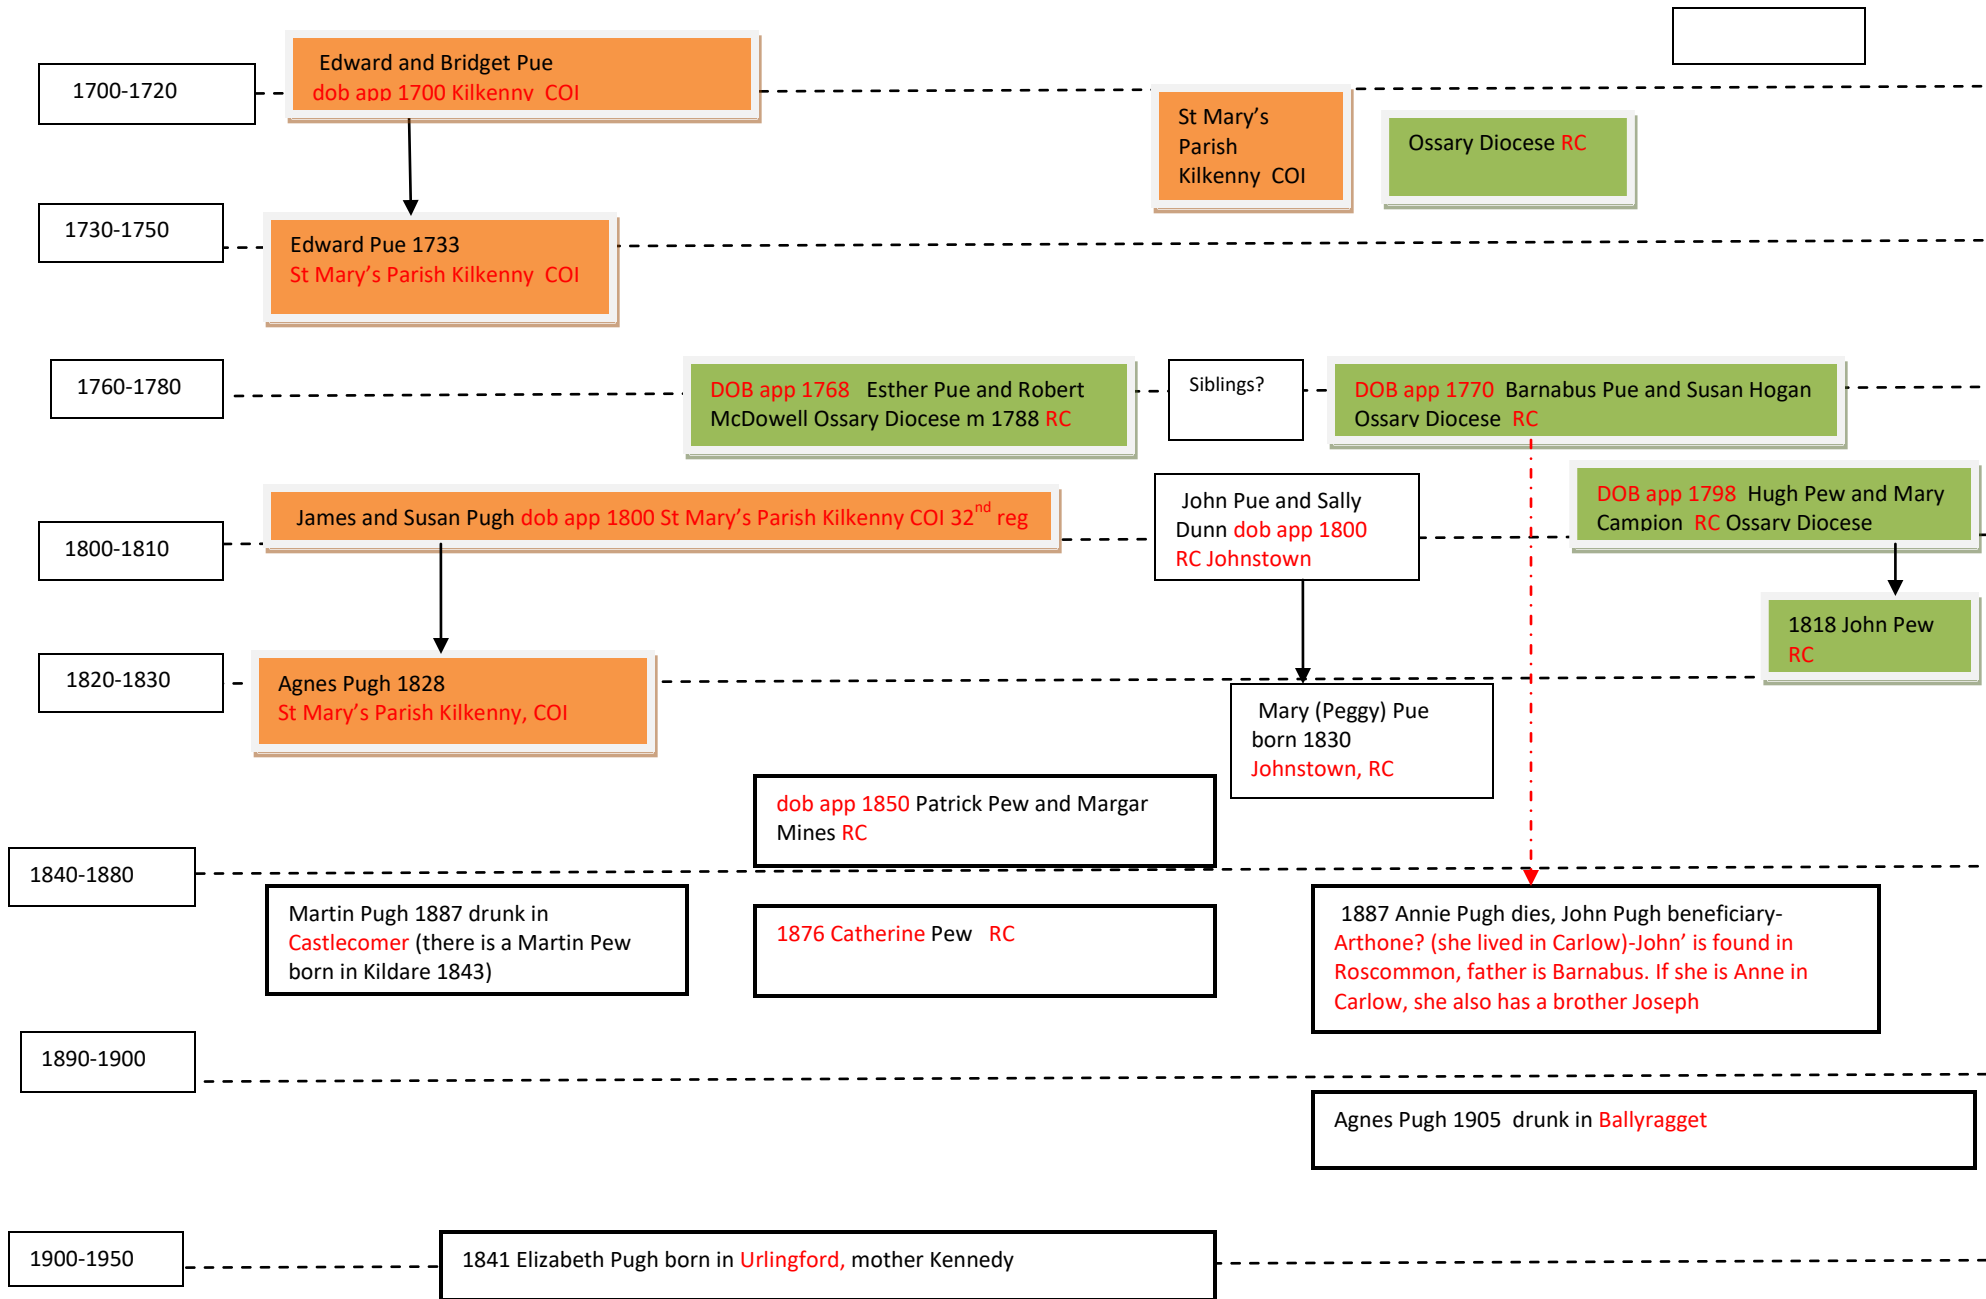 1700-1720
Edward and Bridget Pue
dob app 1700 Kilkenny COI
St Mary’s
Parish
Kilkenny COI
Ossary Diocese RC
1730-1750
Edward Pue 1733
St Mary’s Parish Kilkenny COI
1760-1780
DOB app 1768 Esther Pue and Robert
McDowell Ossary Diocese m 1788 RC
Siblings?
DOB app 1770 Barnabus Pue and Susan Hogan
Ossary Diocese RC
1800-1810
James and Susan Pugh dob app 1800 St Mary’s Parish Kilkenny COI 32nd reg
John Pue and Sally
Dunn dob app 1800
RC Johnstown
DOB app 1798 Hugh Pew and Mary
Campion RC Ossary Diocese
1818 John Pew
RC
1820-1830
Agnes Pugh 1828
St Mary’s Parish Kilkenny, COI
Mary (Peggy) Pue
born 1830
Johnstown, RC
dob app 1850 Patrick Pew and Margar
Mines RC
1840-1880
Martin Pugh 1887 drunk in
Castlecomer (there is a Martin Pew
born in Kildare 1843)
1876 Catherine Pew RC
1887 Annie Pugh dies, John Pugh beneficiary-
Arthone? (she lived in Carlow)-John’ is found in
Roscommon, father is Barnabus. If she is Anne in
Carlow, she also has a brother Joseph
1890-1900
Agnes Pugh 1905 drunk in Ballyragget
1900-1950
1841 Elizabeth Pugh born in Urlingford, mother Kennedy